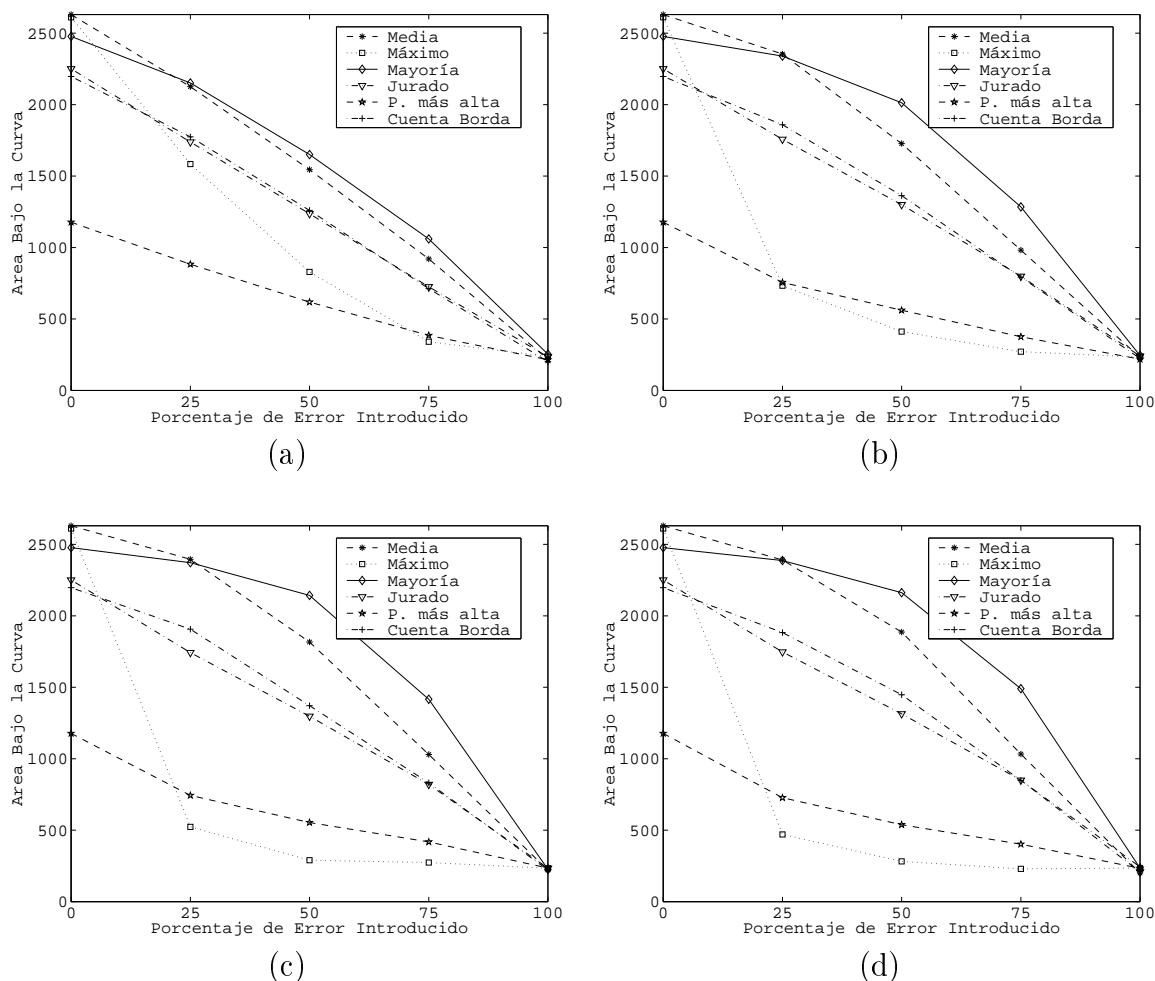 2500
2000
1500
1000
500
0
Area Bajo la Curva
Media
Máximo
Mayoría
Jurado
P. más alta
Cuenta Borda
0 25 50 75 100
Porcentaje de Error Introducido
(a)
2500
2000
1500
1000
500
0
Area Bajo la Curva
Media
Máximo
Mayoría
Jurado
P. más alta
Cuenta Borda
0 25 50 75 100
Porcentaje de Error Introducido
(b)
2500
2000
1500
1000
500
0
Area Bajo la Curva
Media
Máximo
Mayoría
Jurado
P. más alta
Cuenta Borda
0 25 50 75 100
Porcentaje de Error Introducido
(c)
2500
2000
1500
1000
500
0
Area Bajo la Curva
Media
Máximo
Mayoría
Jurado
P. más alta
Cuenta Borda
0 25 50 75 100
Porcentaje de Error Introducido
(d)